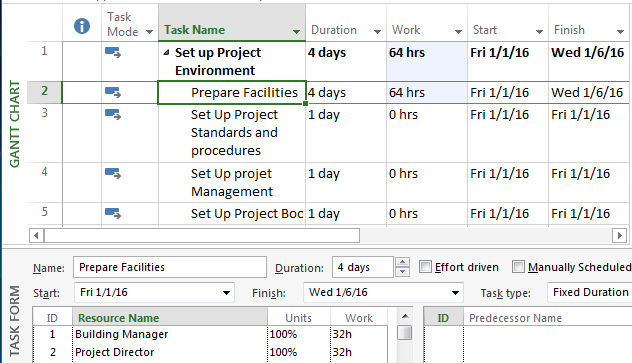 Task Mode Task Name Duration Work Start Finish
1 Set up Project Environment 4 days 64 hrs Fri 1/1/16 Wed 1/6/16
2 Prepare Facilities 4 days 64 hrs Fri 1/1/16 Wed 1/6/16
3 Set Up Project Standards and procedures 1 day 0 hrs Fri 1/1/16 Fri 1/1/16
4 Set Up projet Management 1 day 0 hrs Fri 1/1/16 Fri 1/1/16
5 Set Up Project Boc 1 day 0 hrs Fri 1/1/16 Fri 1/1/16
GANTT CHART
Name: Prepare Facilities Duration: 4 days Effort driven Manually Scheduled
Start: Fri 1/1/16 Finish: Wed 1/6/16 Task type: Fixed Duration
ID Resource Name Units Work ID Predecessor Name
1 Building Manager 100% 32h
2 Project Director 100% 32h
TASK FORM